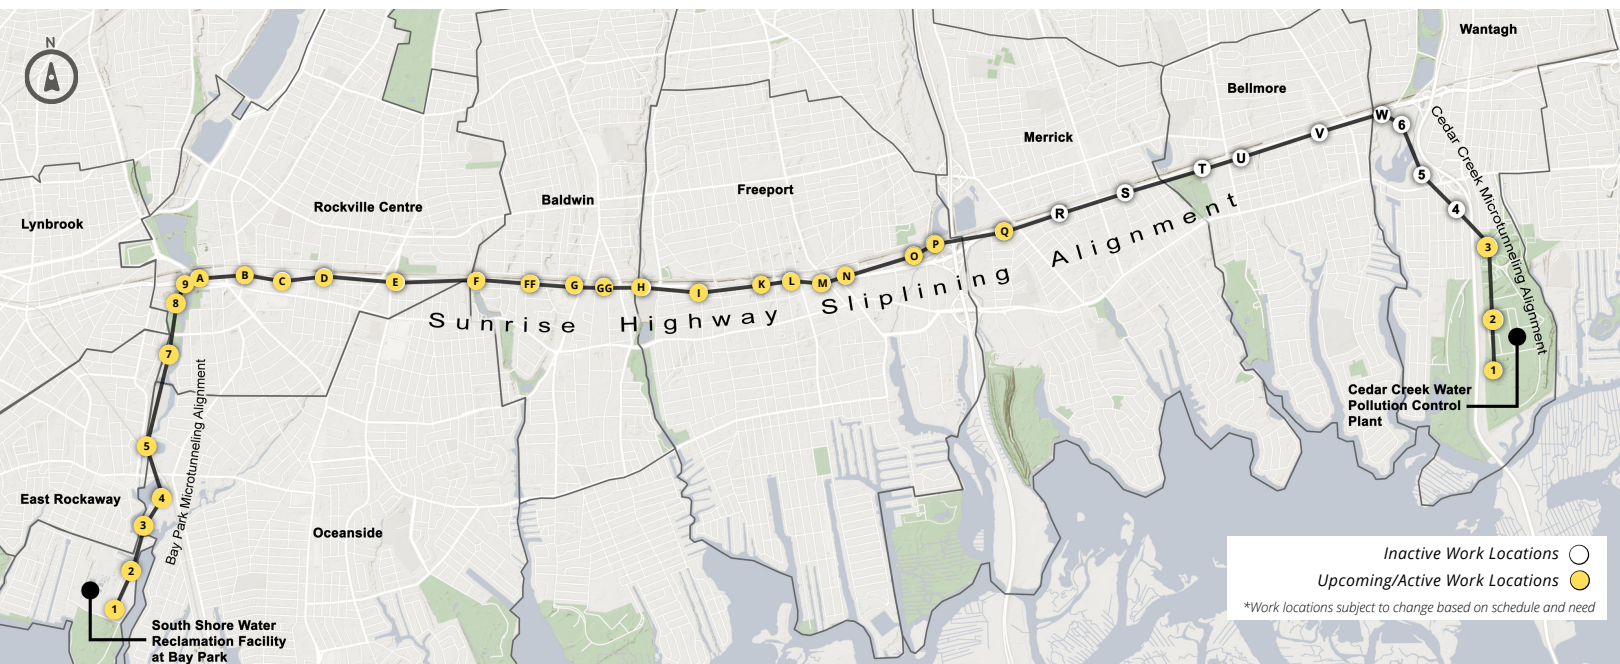 N
Wantagh
Bellmore
Merrick
Freeport
Baldwin
Rockville Centre
Lynbrook
9
A
B
C
D
E
F
FF
G
GG
H
I
K
L
M
N
O
P
Q
R
S
T
U
V
W
6
5
4
3
2
1
8
7
5
4
3
2
1
Sunrise Highway Sliplining Alignment
Cedar Creek Microtunneling Alignment
Bay Park Microtunneling Alignment
Cedar Creek Water
Pollution Control
Plant
East Rockaway
Oceanside
South Shore Water
Reclamation Facility
at Bay Park
Inactive Work Locations
Upcoming/Active Work Locations
*Work locations subject to change based on schedule and need